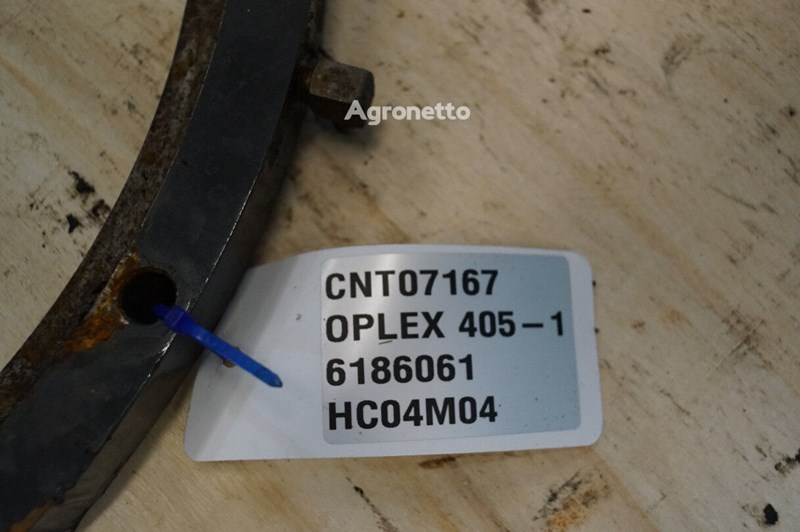 Agronetto
CNT07167
OPLEX 405-1
6186061
HC04M04